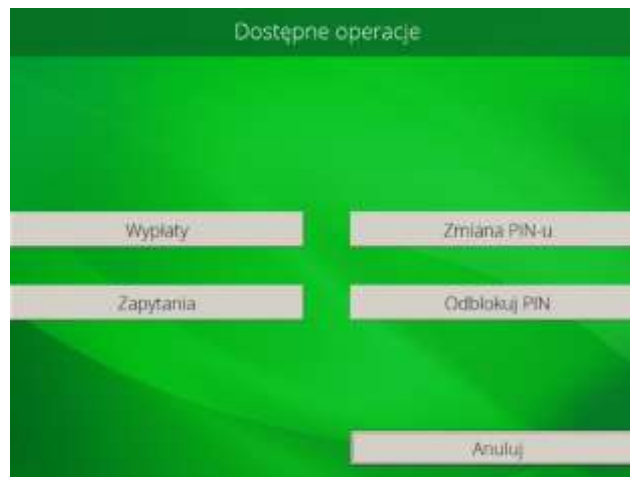 Dostępne operacje
Wypłaty
Zmiana PIN-u
Zapytania
Odblokuj PIN
Anuluj